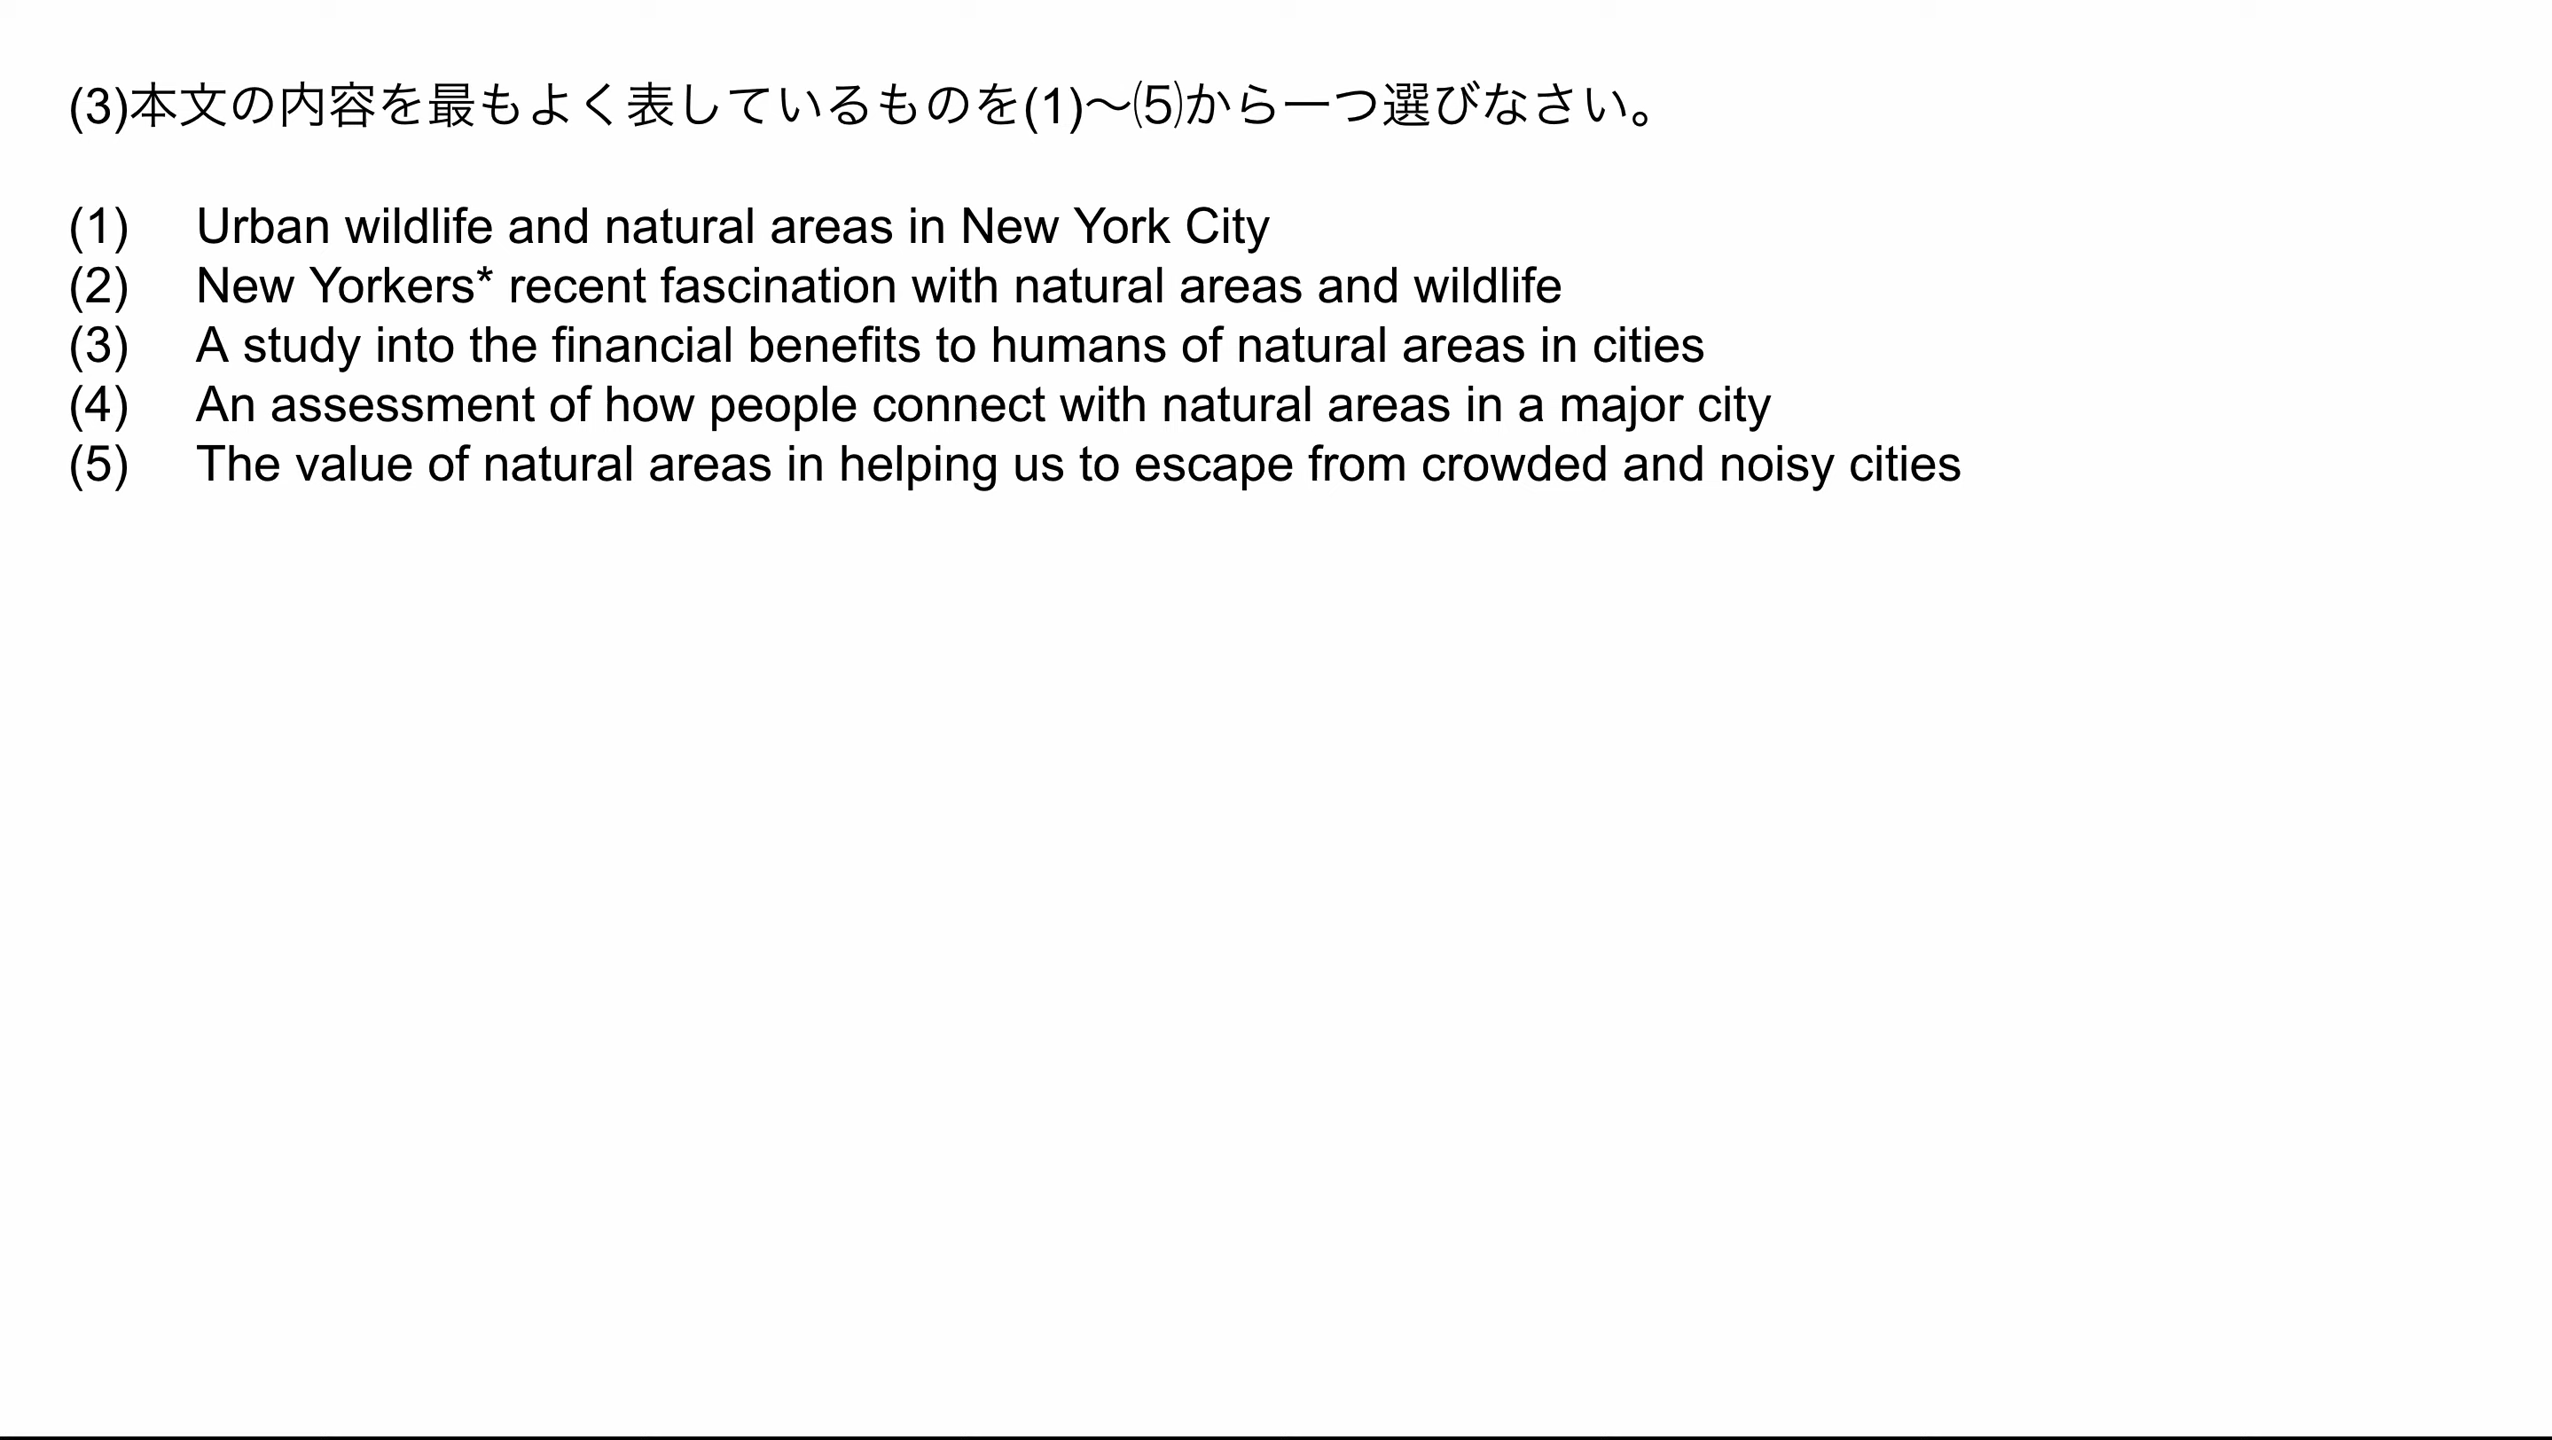 (3)本文の内容を最もよく表しているものを(1)〜⑸から一つ選びなさい。
(1) Urban wildlife and natural areas in New York City
(2) New Yorkers* recent fascination with natural areas and wildlife
(3) A study into the financial benefits to humans of natural areas in cities
(4) An assessment of how people connect with natural areas in a major city
(5) The value of natural areas in helping us to escape from crowded and noisy cities